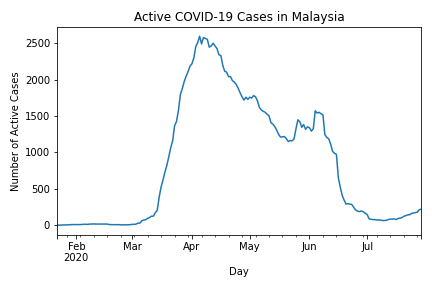 Active COVID-19 Cases in Malaysia
Number of Active Cases
2500
2000
1500
1000
500
0
Feb
2020
Mar
Apr
May
Jun
Jul
Day